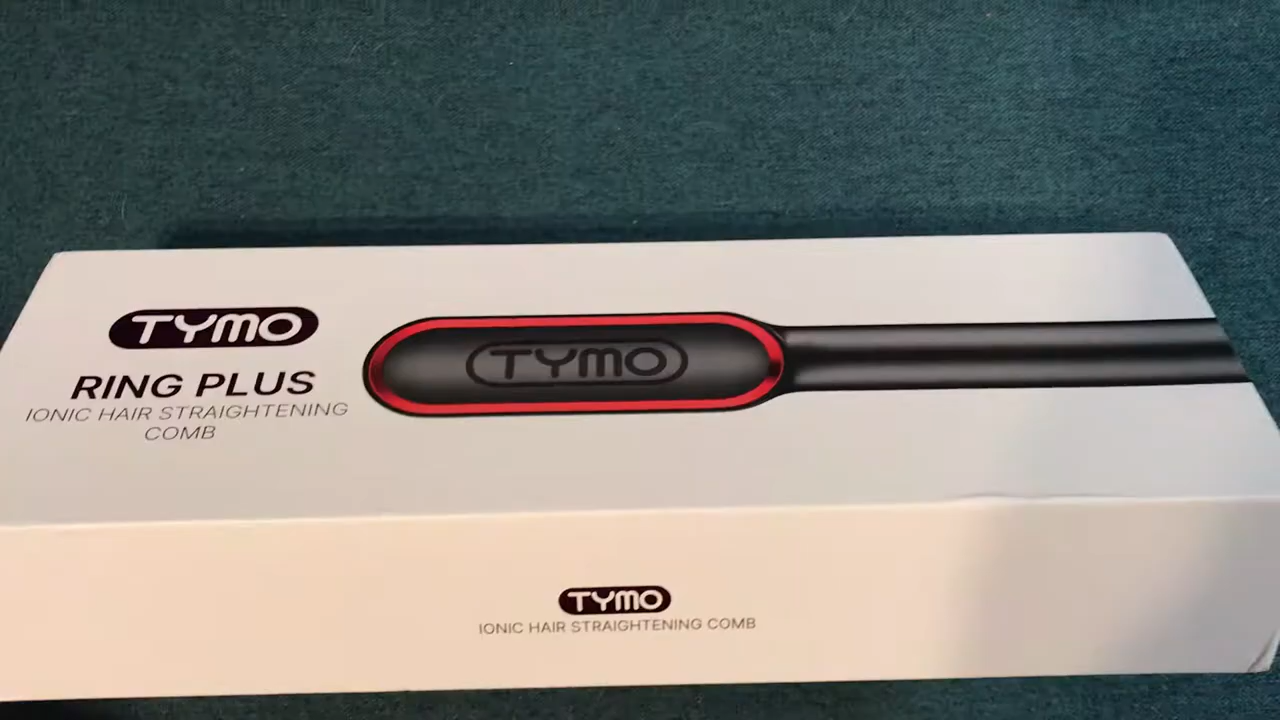 TYMO
RING PLUS
IONIC HAIR STRAIGHTENING
COMB
TYMO
TYMO
IONIC HAIR STRAIGHTENING COMB